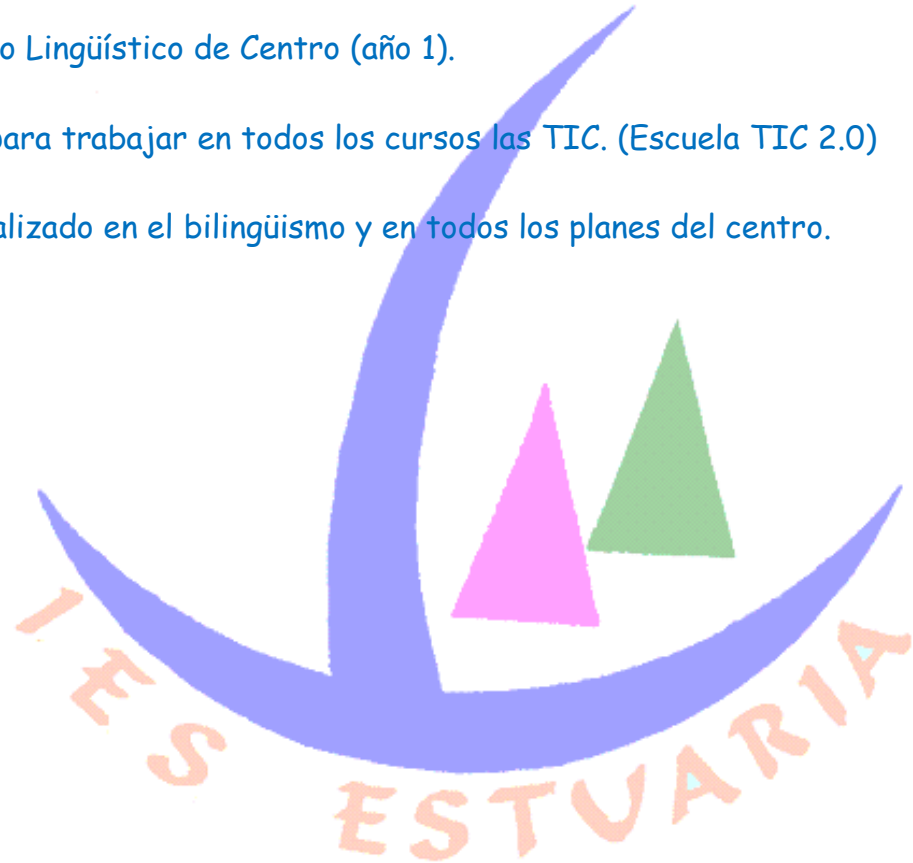 o Lingüístico de Centro (año 1).
para trabajar en todos los cursos las TIC. (Escuela TIC 2.0)
alizado en el bilingüismo y en todos los planes del centro.
IES ESTUARIA